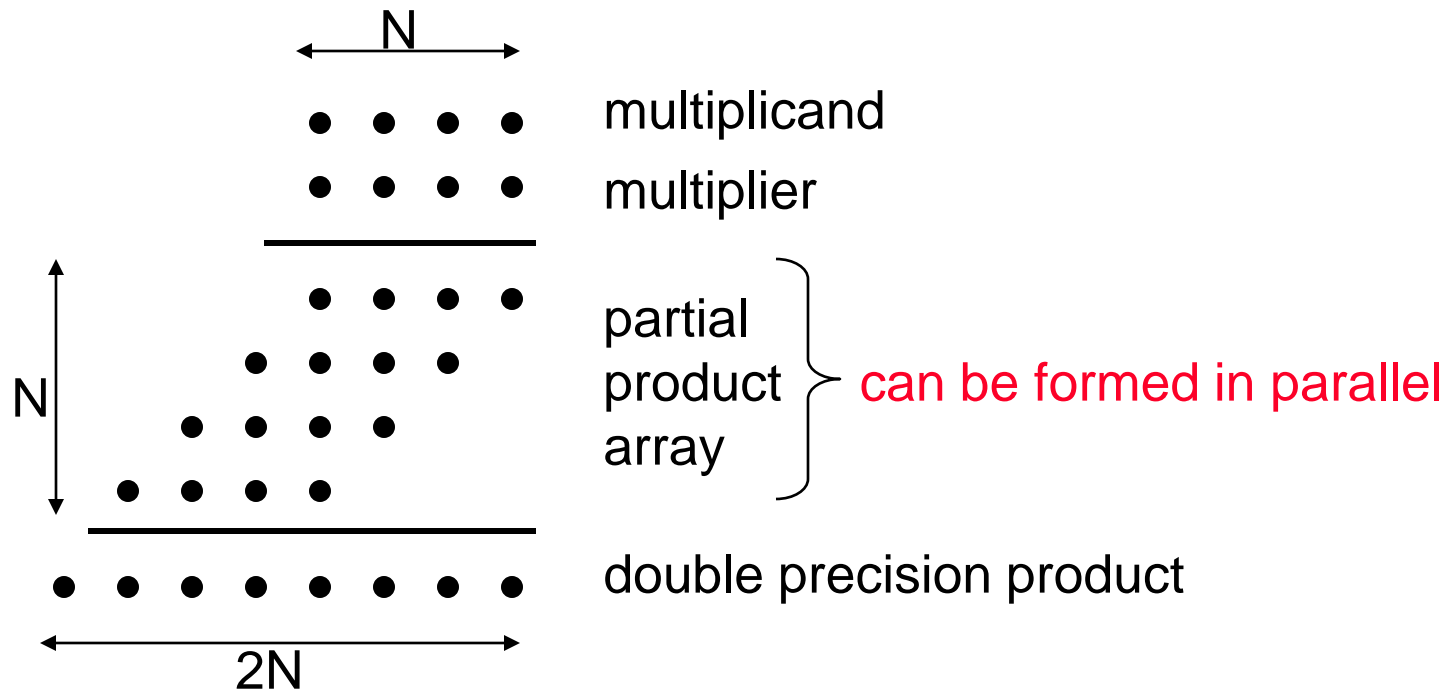 N
multiplicand
multiplier
N
partial
product
array
can be formed in parallel
double precision product
2N